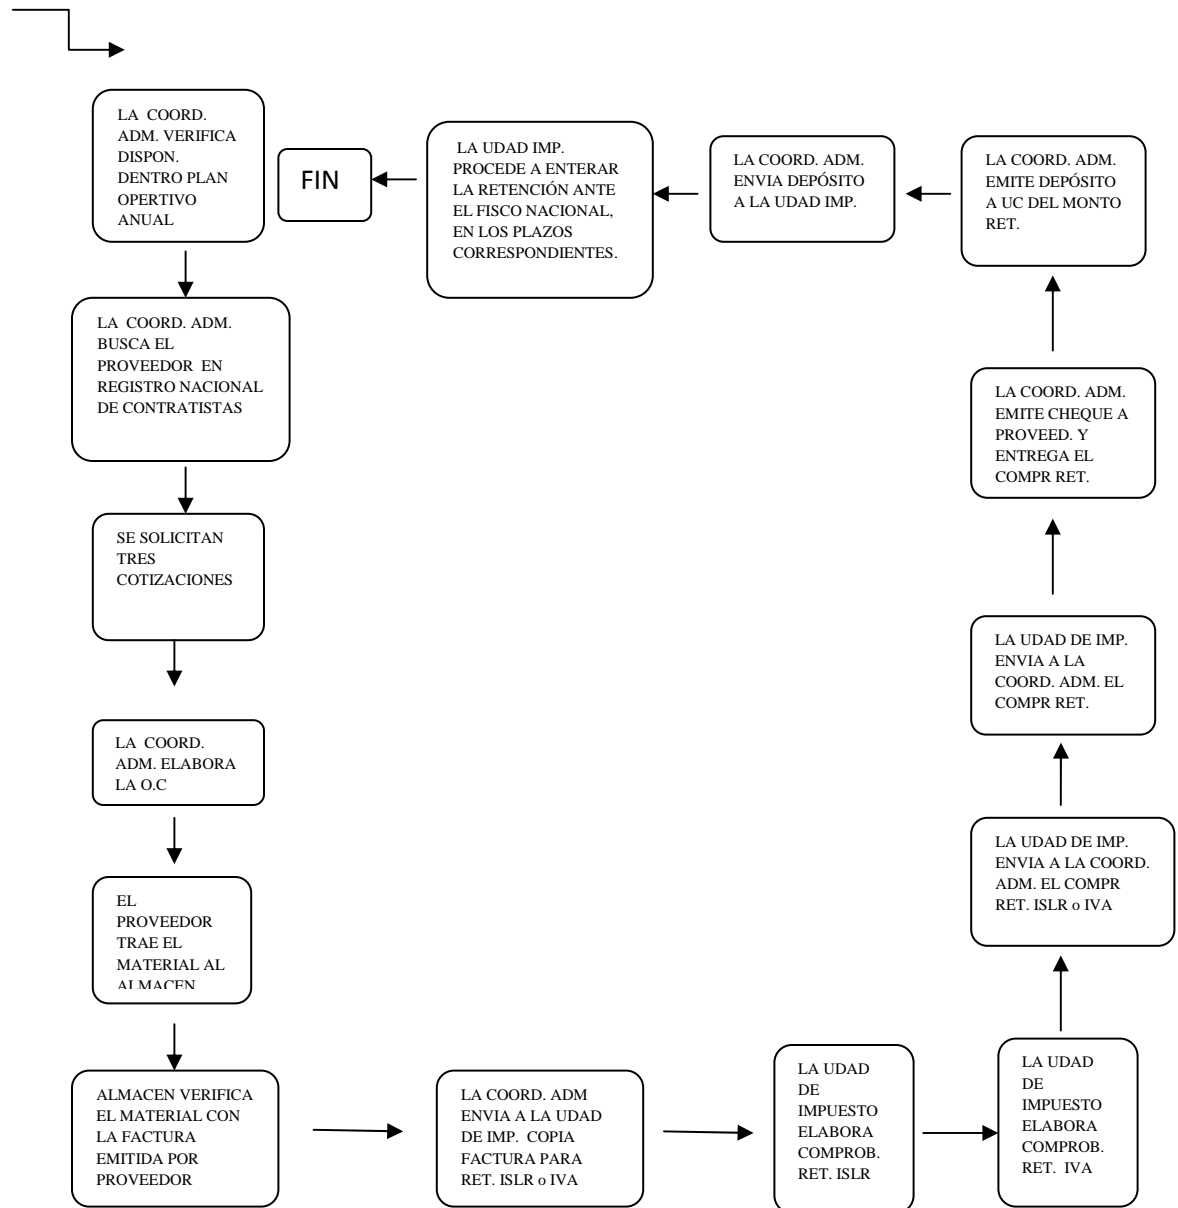 LA COORD.
ADM. VERIFICA
DISPON.
DENTRO PLAN
OPERTIVO
ANUAL
LA COORD. ADM.
BUSCA EL
PROVEEDOR EN
REGISTRO NACIONAL
DE CONTRATISTAS
SE SOLICITAN
TRES
COTIZACIONES
LA COORD.
ADM. ELABORA
LA O.C
EL
PROVEEDOR
TRAE EL
MATERIAL AL
ALMACEN
ALMACEN VERIFICA
EL MATERIAL CON
LA FACTURA
EMITIDA POR
PROVEEDOR
LA COORD. ADM
ENVIA A LA UDAD
DE IMP. COPIA
FACTURA PARA
RET. ISLR o IVA
LA UDAD
DE
IMPUESTO
ELABORA
COMPROB.
RET. ISLR
LA UDAD
DE
IMPUESTO
ELABORA
COMPROB.
RET. IVA
LA UDAD DE IMP.
ENVIA A LA COORD.
ADM. EL COMPR
RET. ISLR o IVA
LA UDAD DE IMP.
ENVIA A LA
COORD. ADM. EL
COMPR RET.
LA COORD. ADM.
EMITE CHEQUE A
PROVEED. Y
ENTREGA EL
COMPR RET.
LA COORD. ADM.
EMITE DEPÓSITO
A UC DEL MONTO
RET.
LA COORD. ADM.
ENVIA DEPÓSITO
A LA UDAD IMP.
LA UDAD IMP.
PROCEDE A ENTERAR
LA RETENCIÓN ANTE
EL FISCO NACIONAL,
EN LOS PLAZOS
CORRESPONDIENTES.
FIN